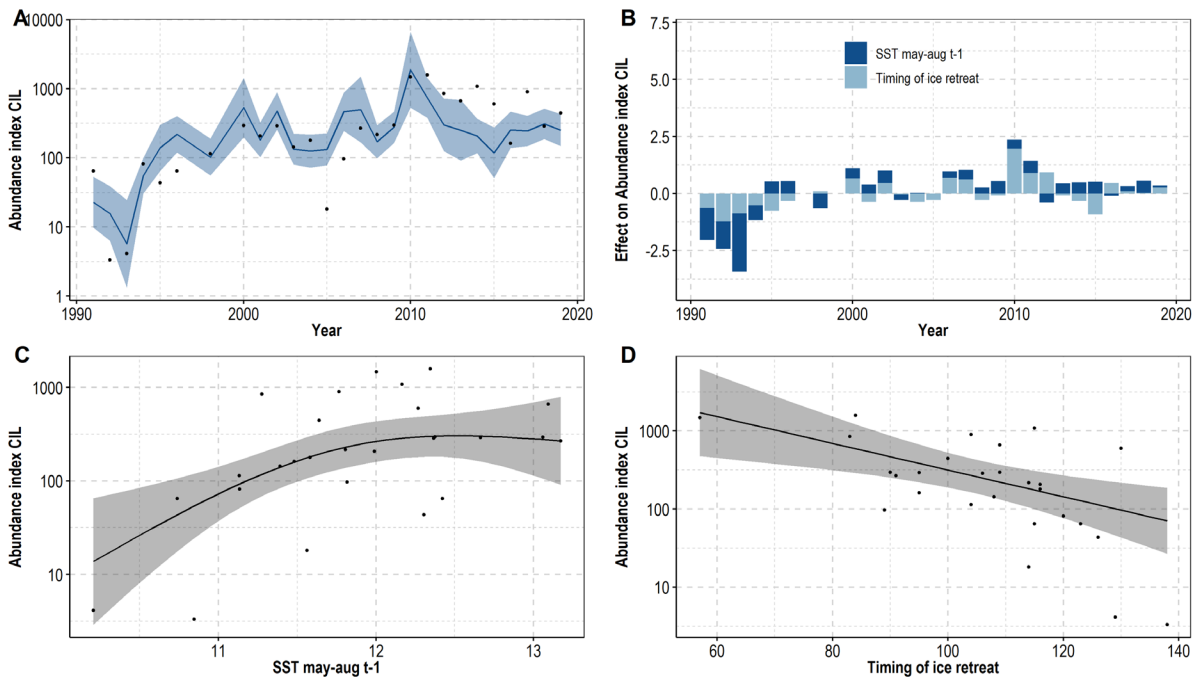 A
B
10000
1000
100
10
1
Abundance index CIL
1990
2000
2010
2020
Year
7.5
5.0
2.5
0.0
-2.5
Effect on Abundance index CIL
SST may-aug t-1
Timing of ice retreat
1990
2000
2010
2020
Year
C
D
1000
100
10
Abundance index CIL
11
12
13
SST may-aug t-1
1000
100
10
Abundance index CIL
60
80
100
120
140
Timing of ice retreat